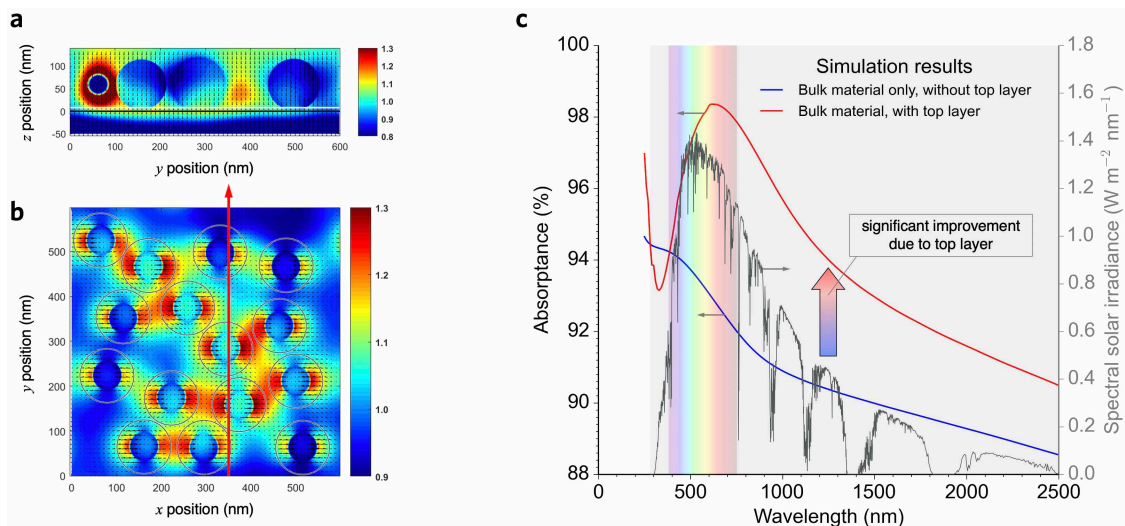 a
z position (nm)
100
50
0
-50
0 100 200 300 400 500 600
y position (nm)
1.3
1.2
1.1
1.0
0.9
0.8
b
y position (nm)
500
400
300
200
100
0
0 100 200 300 400 500
x position (nm)
1.3
1.2
1.1
1.0
0.9
c
Absorptance (%)
100
98
96
94
92
90
88
Simulation results
Bulk material only, without top layer
Bulk material, with top layer
significant improvement
due to top layer
0 500 1000 1500 2000 2500
Wavelength (nm)
1.8
1.6
1.4
1.2
1.0
0.8
0.6
0.4
0.2
0.0
Spectral solar irradiance (W m⁻² nm⁻¹)